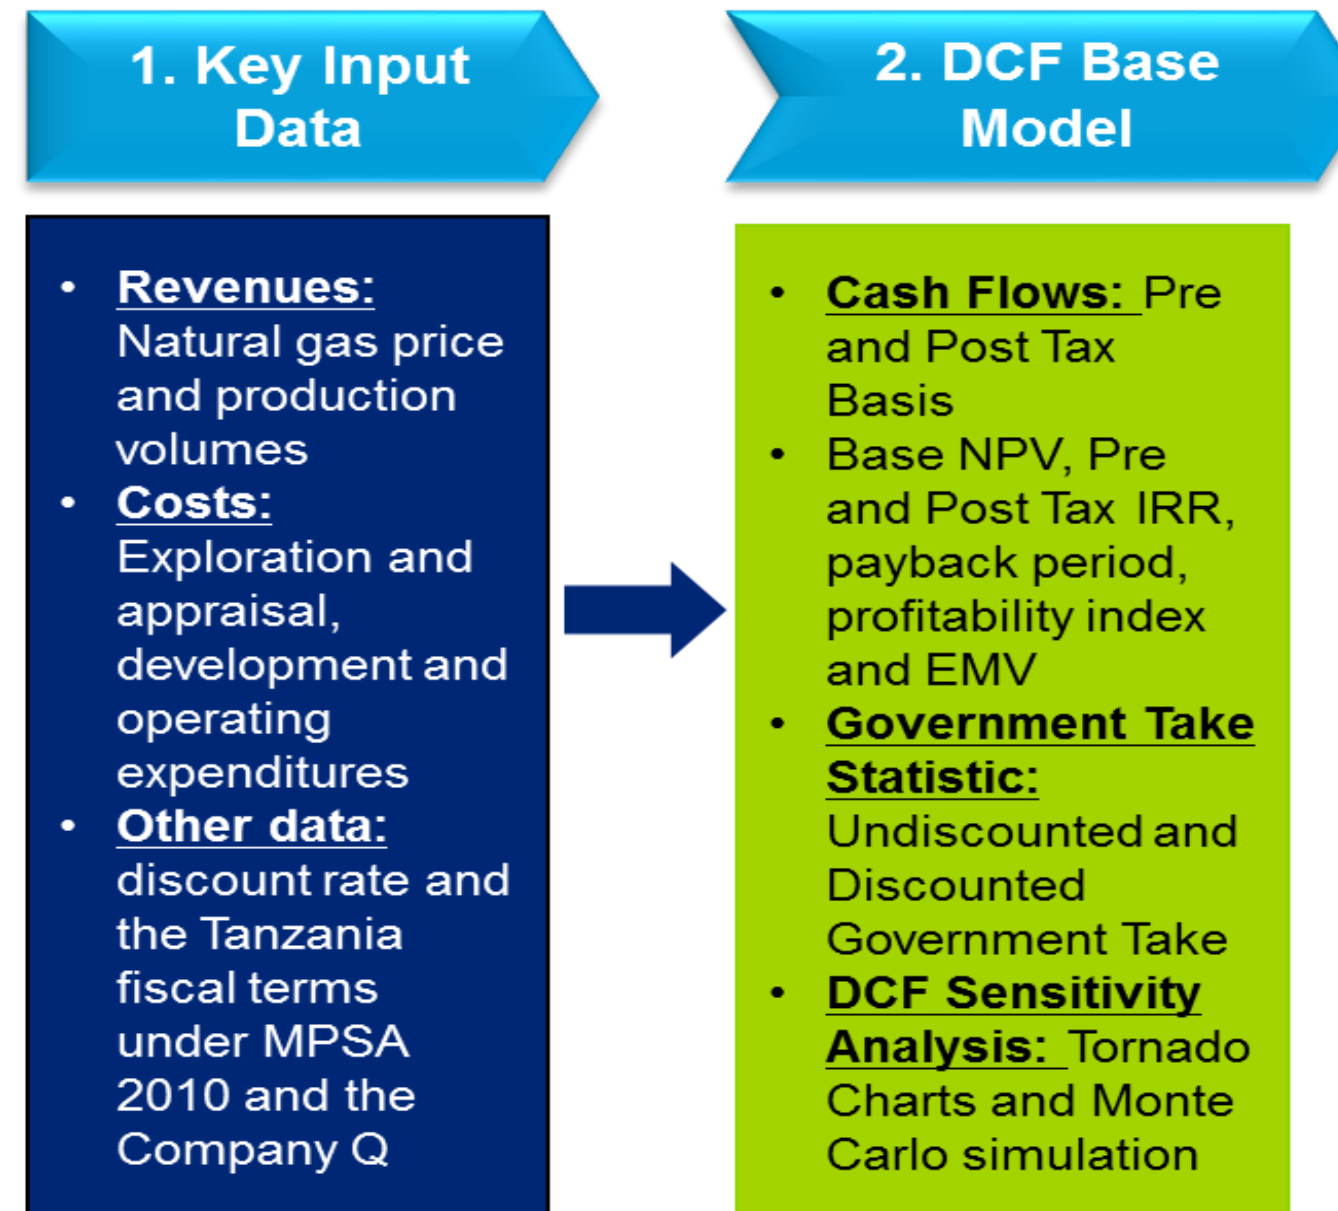 1. Key Input
Data
• Revenues:
Natural gas price
and production
volumes
• Costs:
Exploration and
appraisal,
development and
operating
expenditures
• Other data:
discount rate and
the Tanzania
fiscal terms
under MPSA
2010 and the
Company Q
2. DCF Base
Model
• Cash Flows: Pre
and Post Tax
Basis
• Base NPV, Pre
and Post Tax IRR,
payback period,
profitability index
and EMV
• Government Take
Statistic:
Undiscounted and
Discounted
Government Take
• DCF Sensitivity
Analysis: Tornado
Charts and Monte
Carlo simulation